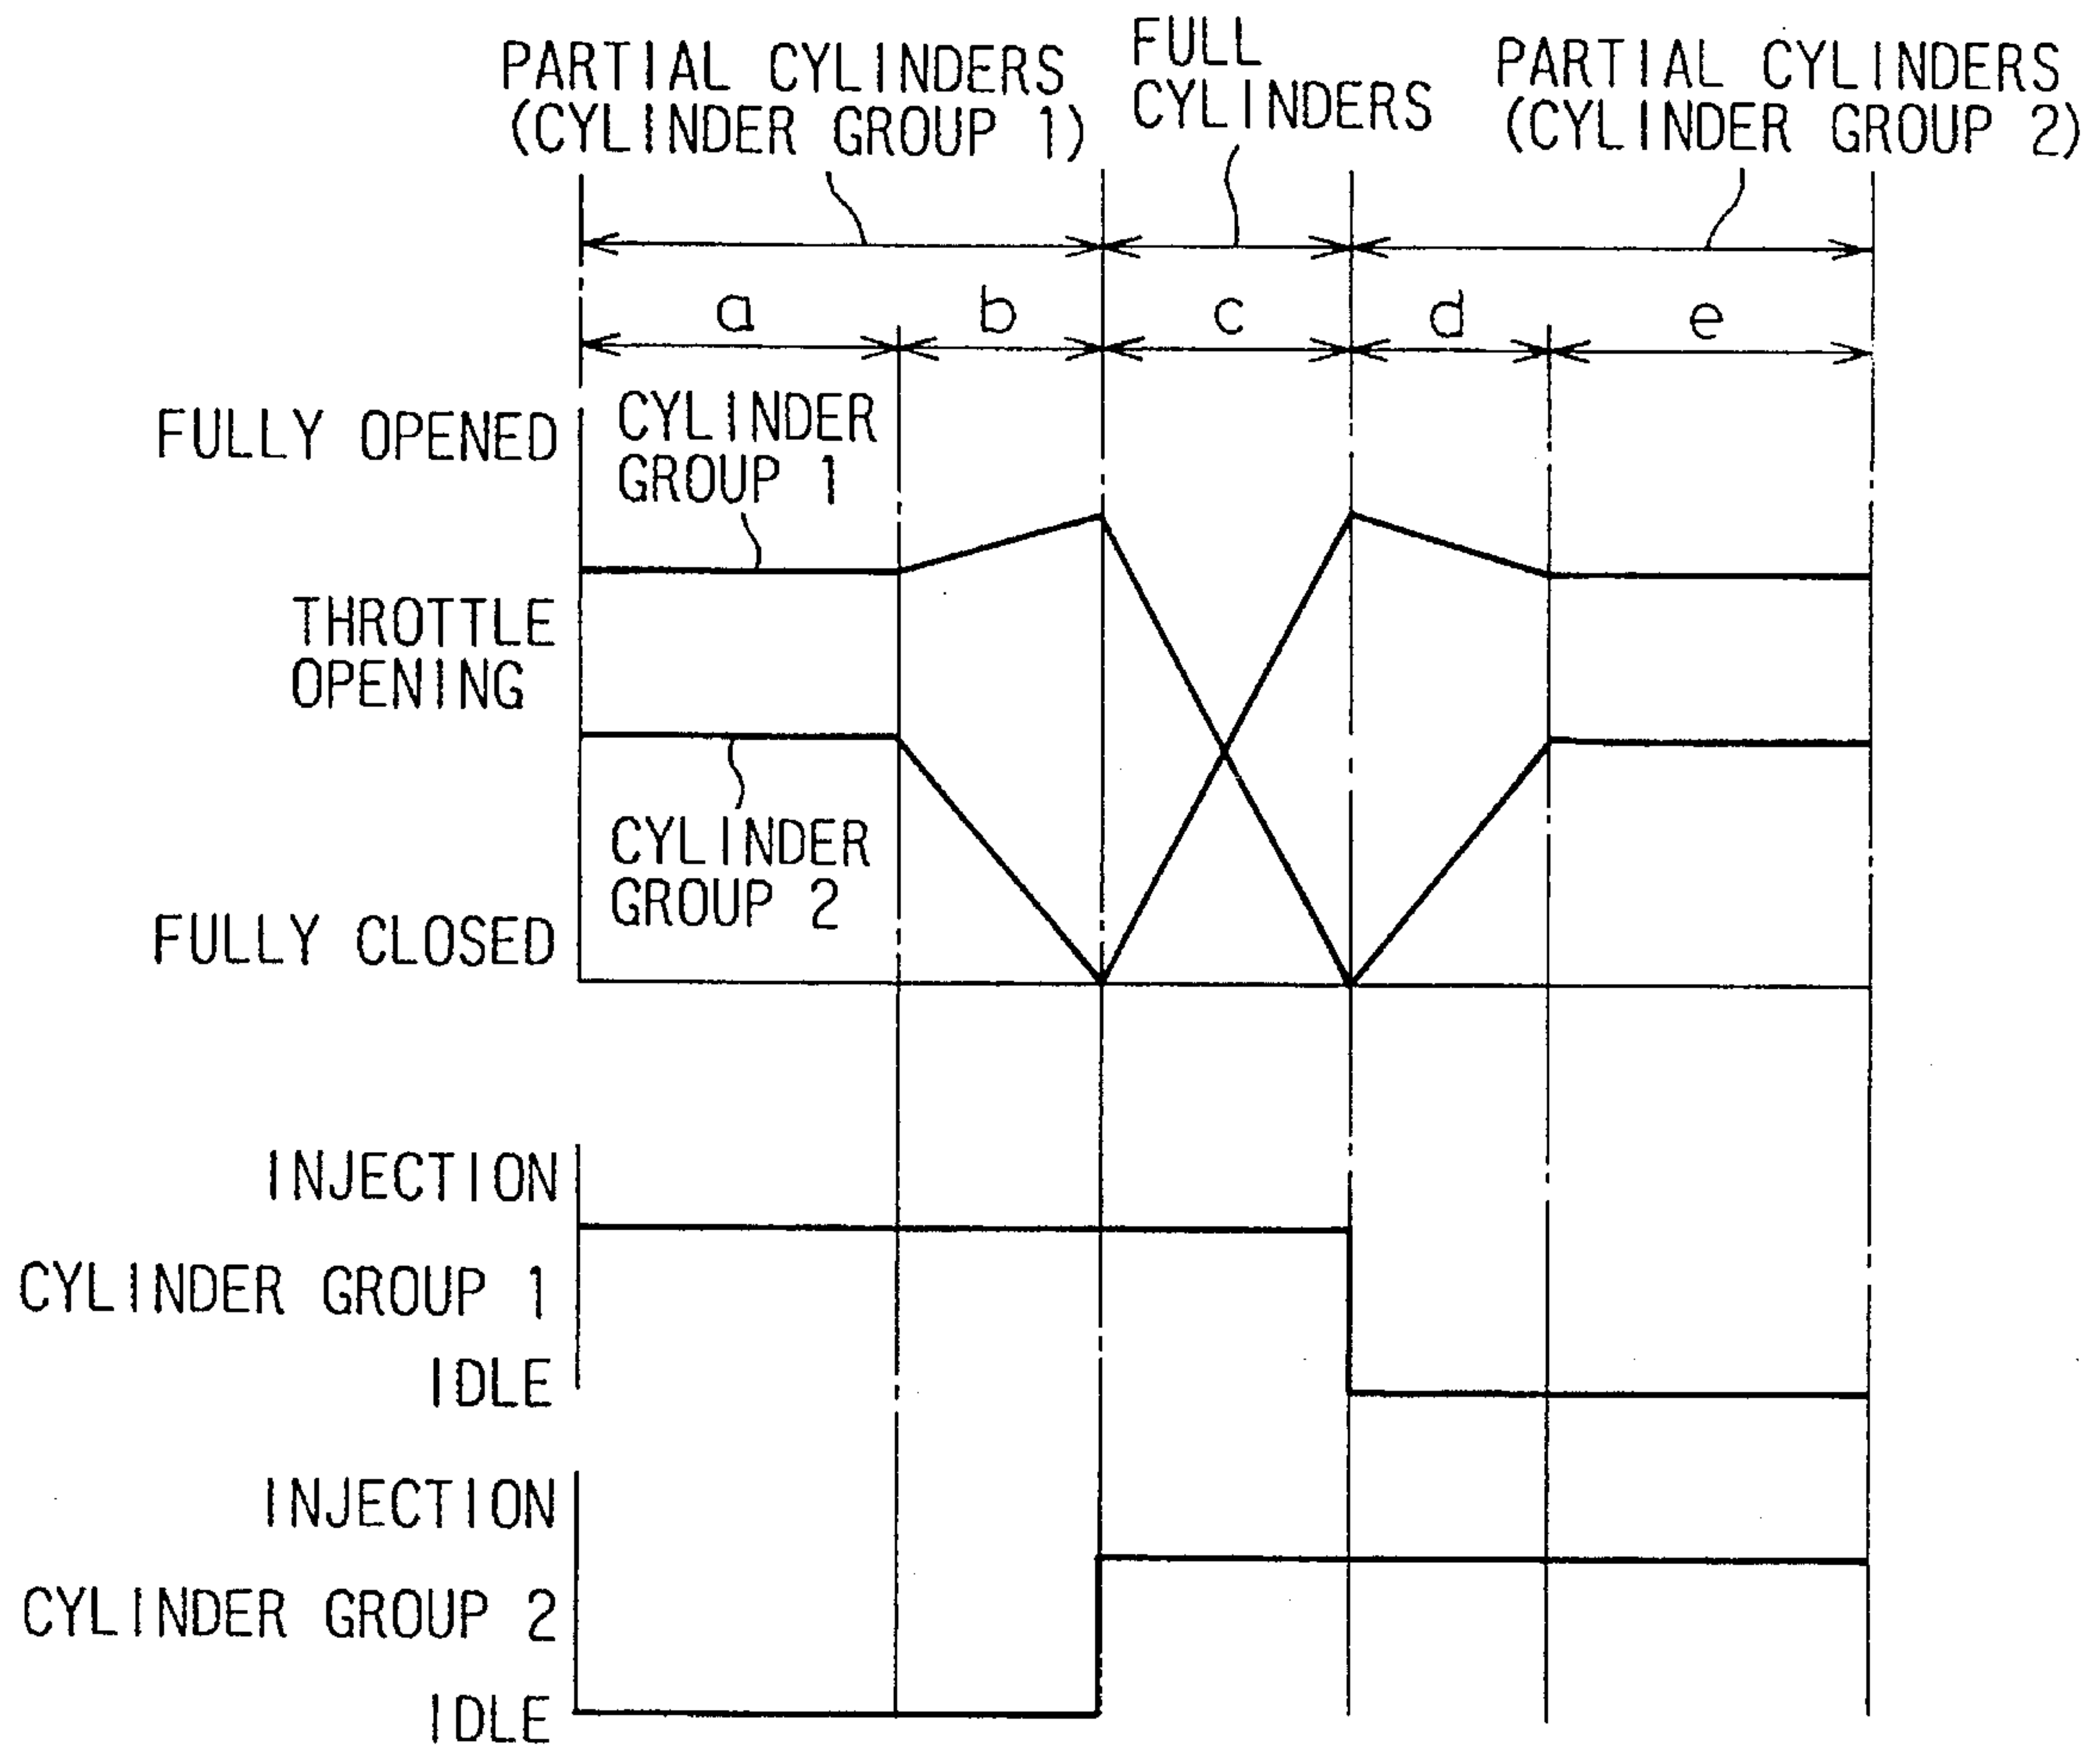 PARTIAL CYLINDERS
(CYLINDER GROUP 1)
FULL
CYLINDERS
PARTIAL CYLINDERS
(CYLINDER GROUP 2)
a
b
c
d
e
FULLY OPENED
CYLINDER
GROUP 1
THROTTLE
OPENING
CYLINDER
GROUP 2
FULLY CLOSED
INJECTION
CYLINDER GROUP 1
IDLE
INJECTION
CYLINDER GROUP 2
IDLE